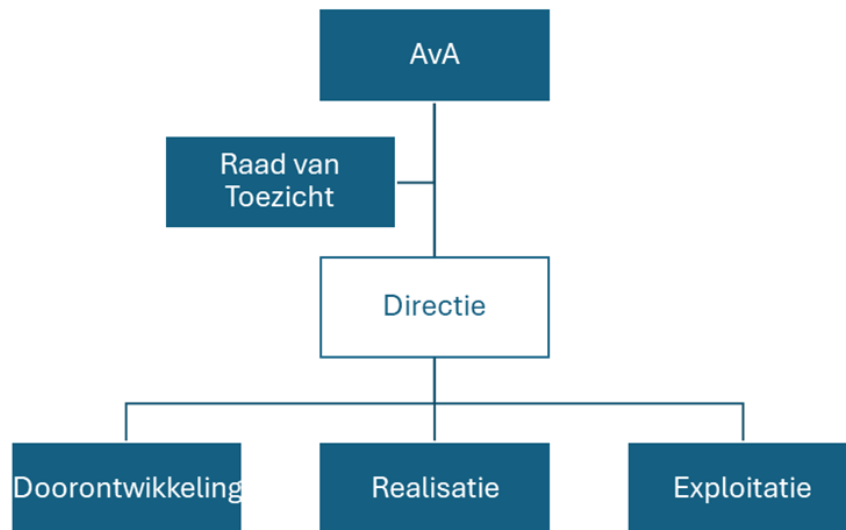 AvA
Raad van
Toezicht
Directie
Doorontwikkeling
Realisatie
Exploitatie